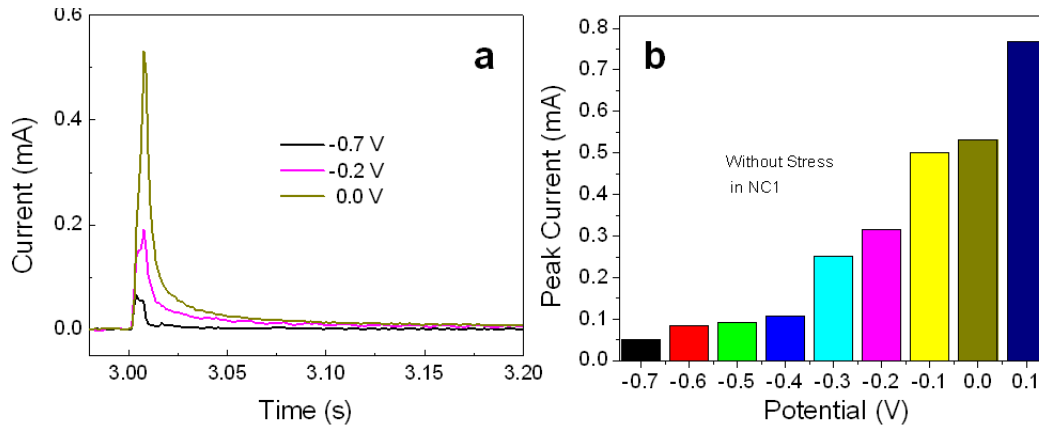 0.6
0.4
0.2
0.0
Current (mA)
a
-0.7 V
-0.2 V
0.0 V
3.00
3.05
3.10
3.15
3.20
Time (s)
0.8
0.7
0.6
0.5
0.4
0.3
0.2
0.1
0.0
Peak Current (mA)
b
Without Stress
in NC1
-0.7 -0.6 -0.5 -0.4 -0.3 -0.2 -0.1 0.0 0.1
Potential (V)